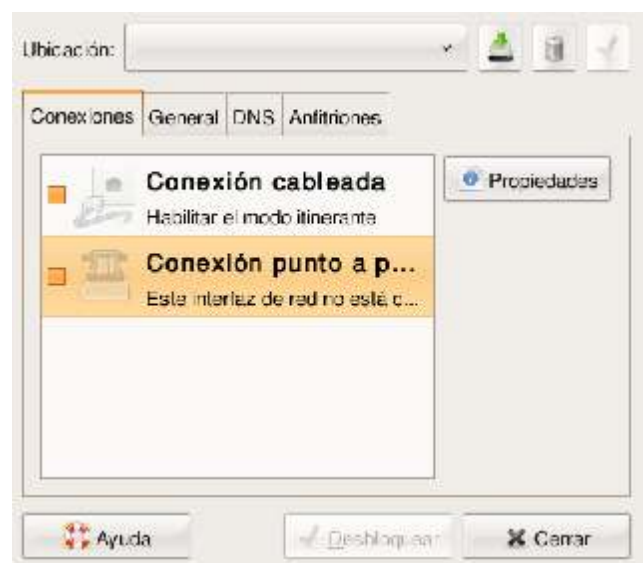 Ubicación:
Conexiones General DNS Anfitriones
Conexión cableada
Habilitar el modo itinerante
Propiedades
Conexión punto a p...
Este interfaz de red no está c...
Ayuda Desbloquear Cerrar